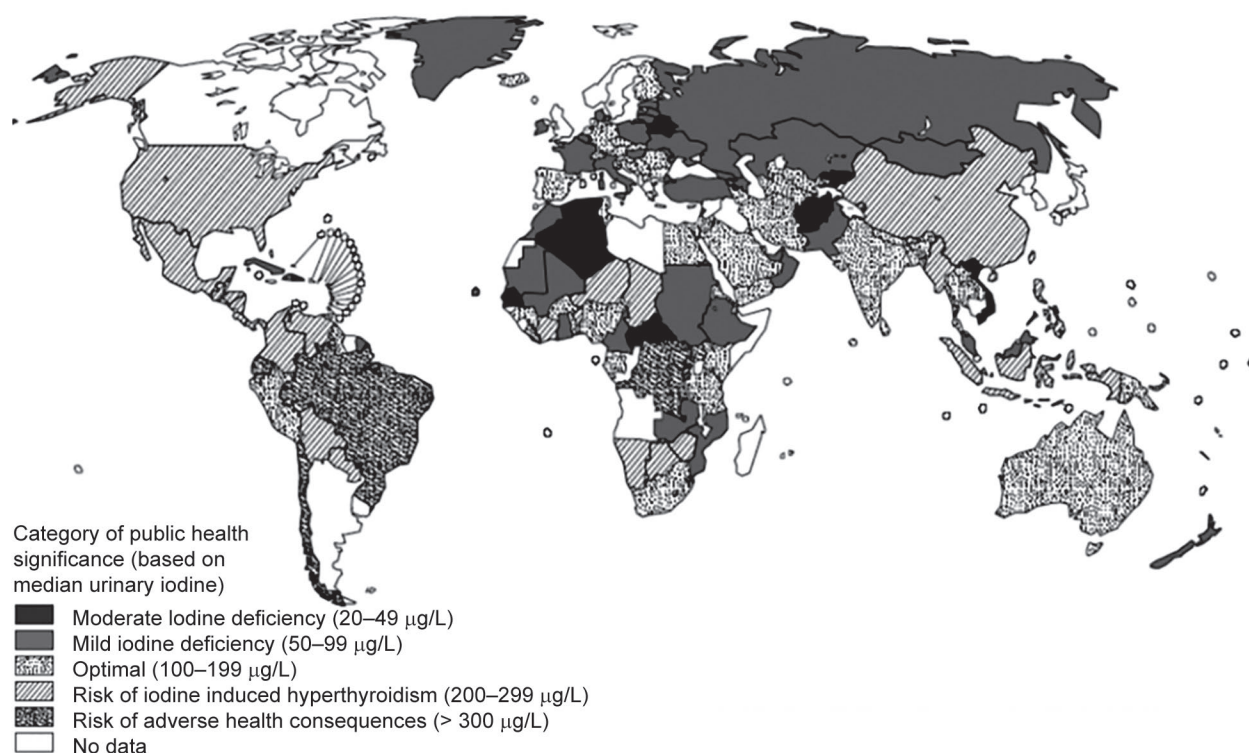 Category of public health
significance (based on
median urinary iodine)
Moderate Iodine deficiency (20–49 μg/L)
Mild iodine deficiency (50–99 μg/L)
Optimal (100–199 μg/L)
Risk of iodine induced hyperthyroidism (200–299 μg/L)
Risk of adverse health consequences (> 300 μg/L)
No data